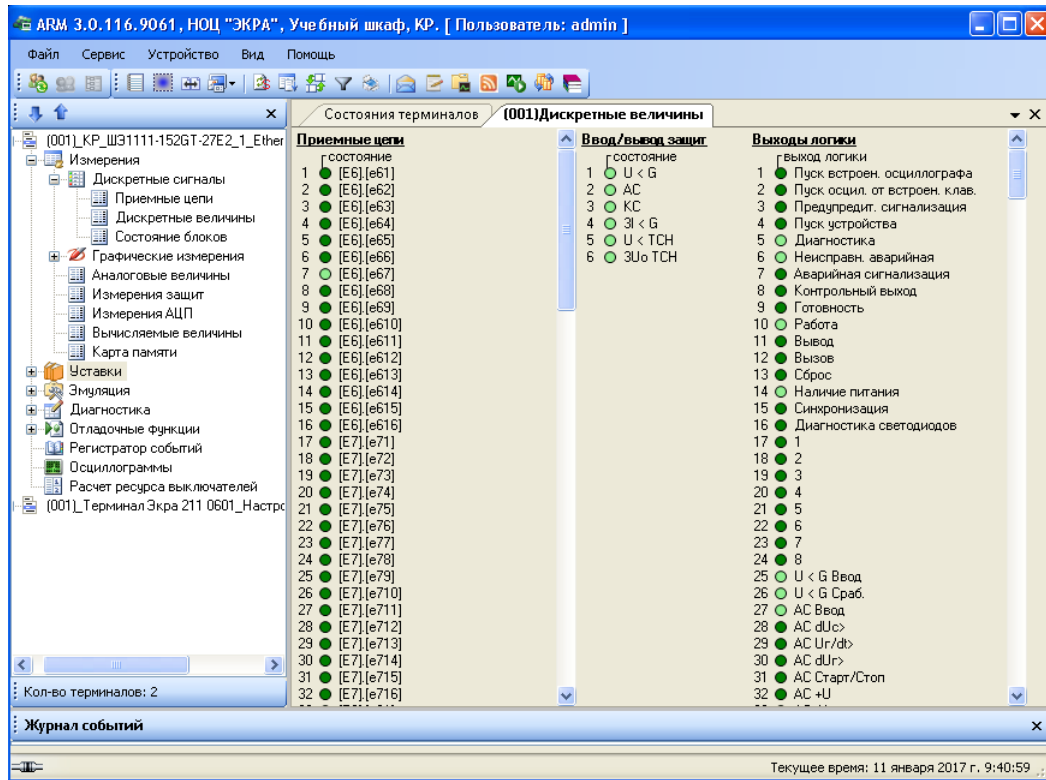 ARM 3.0.116.9061, НОЦ "ЭКРА", Учебный шкаф, КР. [ Пользователь: admin ]
Файл Сервис Устройство Вид Помощь
(001)_КР_ШЭ1111-152GT-27E2_1_Ether
Измерения
Дискретные сигналы
Приемные цепи
Дискретные величины
Состояние блоков
Графические измерения
Аналоговые величины
Измерения защит
Измерения АЦП
Вычисляемые величины
Карта памяти
Уставки
Эмуляция
Диагностика
Отладочные функции
Регистратор событий
Осциллограммы
Расчет ресурса выключателей
(001)_Терминал Экра 211 0601_Настро
Кол-во терминалов: 2
Состояния терминалов (001)Дискретные величины
Приемные цепи
состояние
1 [E6].[e61]
2 [E6].[e62]
3 [E6].[e63]
4 [E6].[e64]
5 [E6].[e65]
6 [E6].[e66]
7 [E6].[e67]
8 [E6].[e68]
9 [E6].[e69]
10 [E6].[e610]
11 [E6].[e611]
12 [E6].[e612]
13 [E6].[e613]
14 [E6].[e614]
15 [E6].[e615]
16 [E6].[e616]
17 [E7].[e71]
18 [E7].[e72]
19 [E7].[e73]
20 [E7].[e74]
21 [E7].[e75]
22 [E7].[e76]
23 [E7].[e77]
24 [E7].[e78]
25 [E7].[e79]
26 [E7].[e710]
27 [E7].[e711]
28 [E7].[e712]
29 [E7].[e713]
30 [E7].[e714]
31 [E7].[e715]
32 [E7].[e716]
Ввод/вывод защит
состояние
1 U < G
2 АС
3 КС
4 3I < G
5 U < ТСН
6 3Uo ТСН
Выходы логики
выход логики
1 Пуск встроен. осциллографа
2 Пуск осцил. от встроен. клав.
3 Предупредит. сигнализация
4 Пуск устройства
5 Диагностика
6 Неисправн. аварийная
7 Аварийная сигнализация
8 Контрольный выход
9 Готовность
10 Работа
11 Вывод
12 Вызов
13 Сброс
14 Наличие питания
15 Синхронизация
16 Диагностика светодиодов
17 1
18 2
19 3
20 4
21 5
22 6
23 7
24 8
25 U < G Ввод
26 U < G Сраб.
27 АС Ввод
28 АС dUc>
29 АС Ur/dt>
30 АС dUr>
31 АС Старт/Стоп
32 АС +U
Журнал событий
Текущее время: 11 января 2017 г. 9:40:59